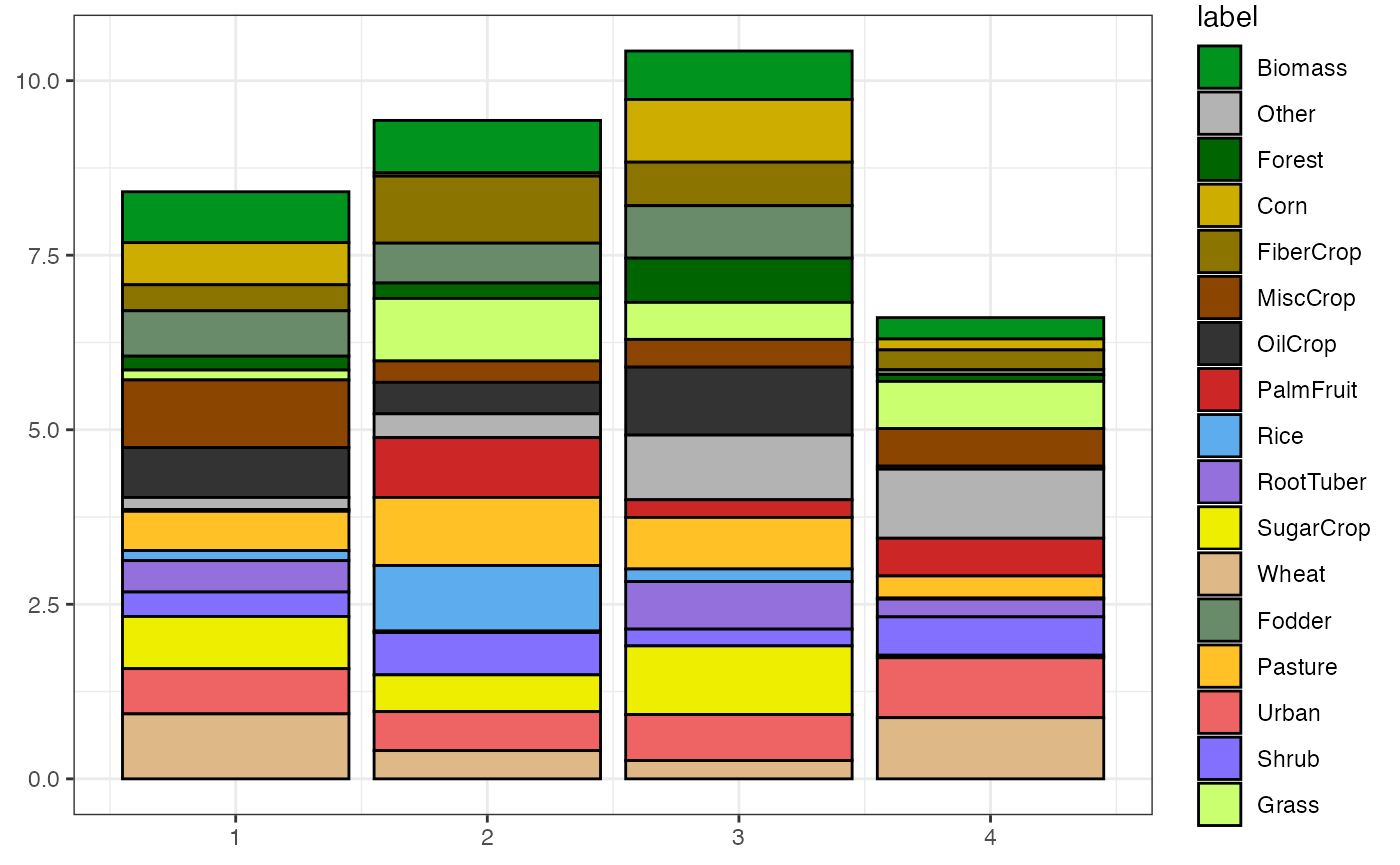 label
Biomass
Other
Forest
Corn
FiberCrop
MiscCrop
OilCrop
PalmFruit
Rice
RootTuber
SugarCrop
Wheat
Fodder
Pasture
Urban
Shrub
Grass
10.0
7.5
5.0
2.5
0.0
1 2 3 4